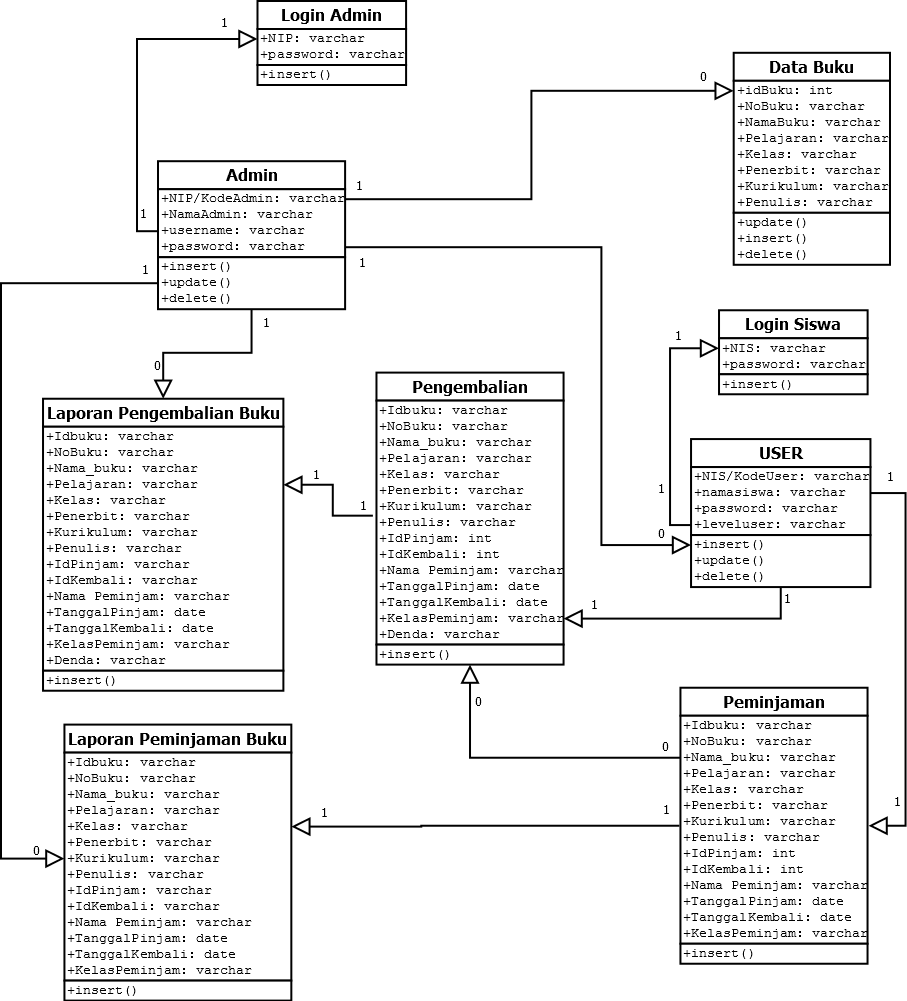 Login Admin
+NIP: varchar
+password: varchar
+insert()
1
Data Buku
+idBuku: int
+NoBuku: varchar
+NamaBuku: varchar
+Pelajaran: varchar
+Kelas: varchar
+Penerbit: varchar
+Kurikulum: varchar
+Penulis: varchar
+update()
+insert()
+delete()
0
Admin
+NIP/KodeAdmin: varchar
+NamaAdmin: varchar
+username: varchar
+password: varchar
+insert()
+update()
+delete()
1
1
1
1
1
Login Siswa
+NIS: varchar
+password: varchar
+insert()
1
0
Laporan Pengembalian Buku
+Idbuku: varchar
+NoBuku: varchar
+Nama_buku: varchar
+Pelajaran: varchar
+Kelas: varchar
+Penerbit: varchar
+Kurikulum: varchar
+Penulis: varchar
+IdPinjam: varchar
+IdKembali: varchar
+Nama Peminjam: varchar
+TanggalPinjam: date
+TanggalKembali: date
+KelasPeminjam: varchar
+Denda: varchar
+insert()
1
1
Pengembalian
+Idbuku: varchar
+NoBuku: varchar
+Nama_buku: varchar
+Pelajaran: varchar
+Kelas: varchar
+Penerbit: varchar
+Kurikulum: varchar
+Penulis: varchar
+IdPinjam: int
+IdKembali: int
+Nama Peminjam: varchar
+TanggalPinjam: date
+TanggalKembali: date
+KelasPeminjam: varchar
+Denda: varchar
+insert()
USER
+NIS/KodeUser: varchar
+namasiswa: varchar
+password: varchar
+leveluser: varchar
+insert()
+update()
+delete()
1
1
0
1
1
0
0
Laporan Peminjaman Buku
+Idbuku: varchar
+NoBuku: varchar
+Nama_buku: varchar
+Pelajaran: varchar
+Kelas: varchar
+Penerbit: varchar
+Kurikulum: varchar
+Penulis: varchar
+IdPinjam: varchar
+IdKembali: varchar
+Nama Peminjam: varchar
+TanggalPinjam: date
+TanggalKembali: date
+KelasPeminjam: varchar
+insert()
0
1
1
Peminjaman
+Idbuku: varchar
+NoBuku: varchar
+Nama_buku: varchar
+Pelajaran: varchar
+Kelas: varchar
+Penerbit: varchar
+Kurikulum: varchar
+Penulis: varchar
+IdPinjam: int
+IdKembali: int
+Nama Peminjam: varchar
+TanggalPinjam: date
+TanggalKembali: date
+KelasPeminjam: varchar
+insert()
1